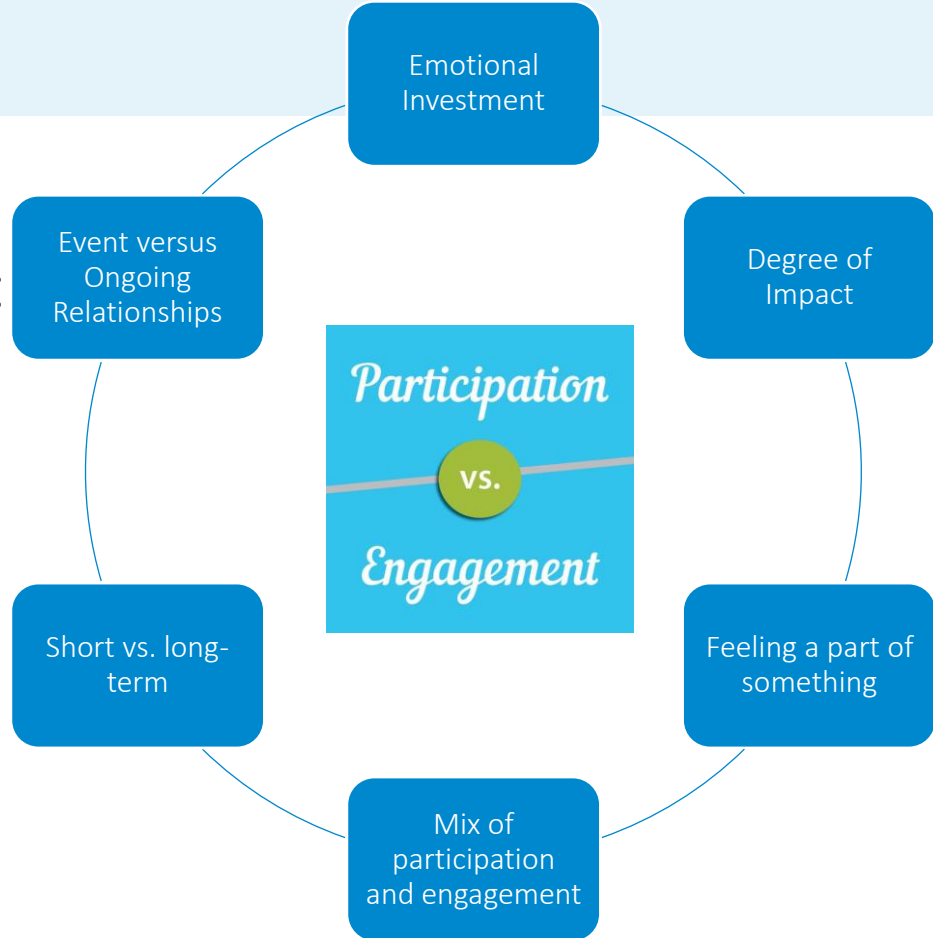 Emotional
Investment
Degree of
Impact
Feeling a part of
something
Mix of
participation
and engagement
Short vs. long-
term
Event versus
Ongoing
Relationships
Participation
vs.
Engagement